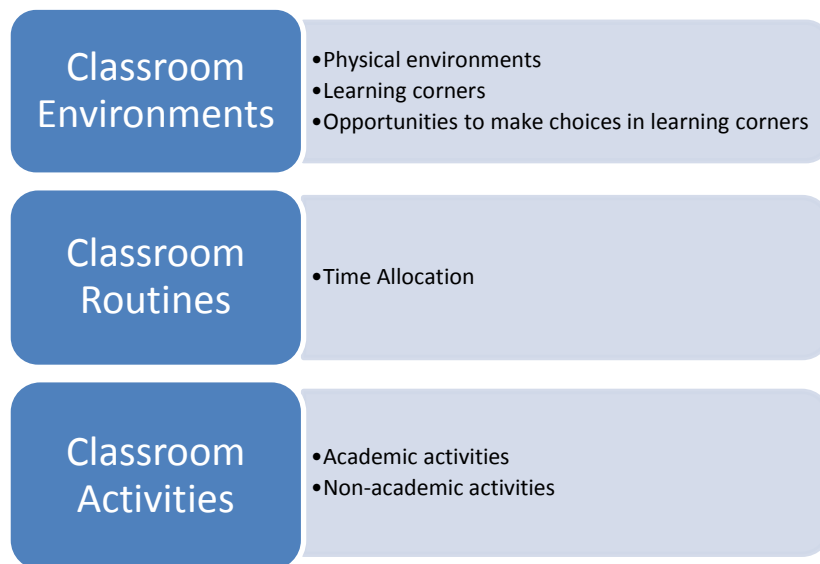 Classroom
Environments
•Physical environments
•Learning corners
•Opportunities to make choices in learning corners
Classroom
Routines
•Time Allocation
Classroom
Activities
•Academic activities
•Non-academic activities